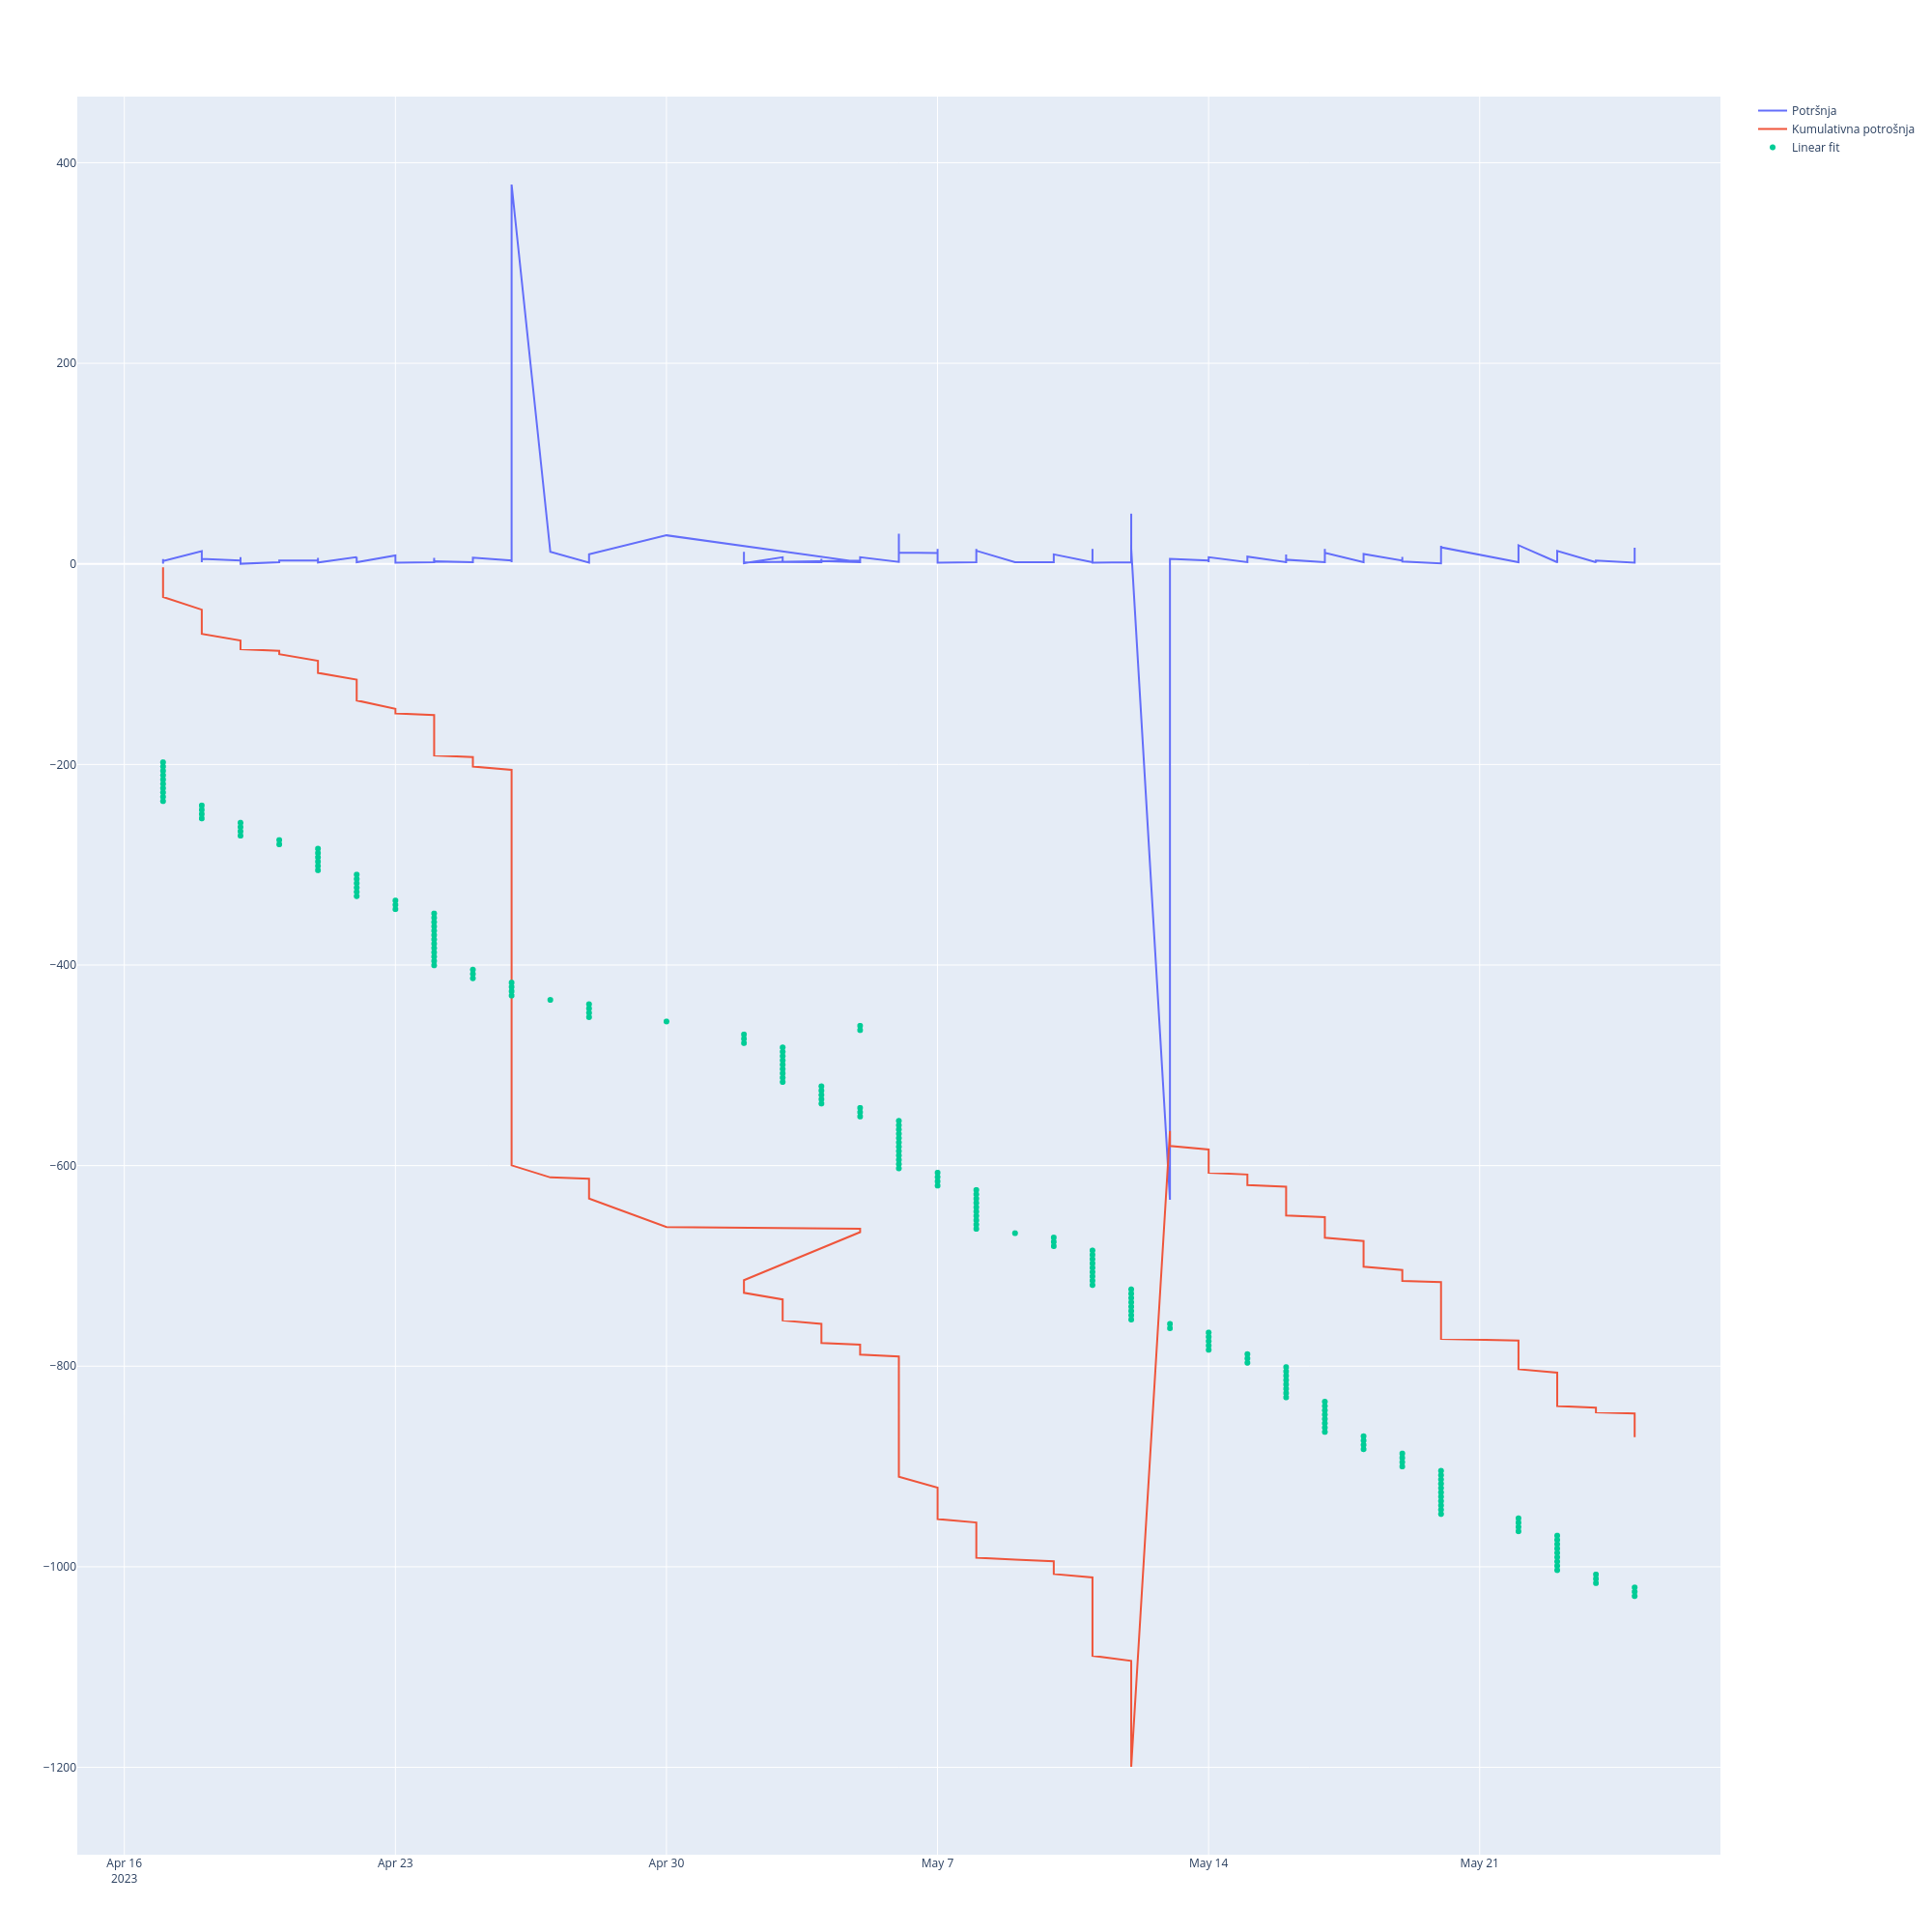 Potršnja
Kumulativna potrošnja
Linear fit
400
200
0
−200
−400
−600
−800
−1000
−1200
Apr 16
2023
Apr 23
Apr 30
May 7
May 14
May 21